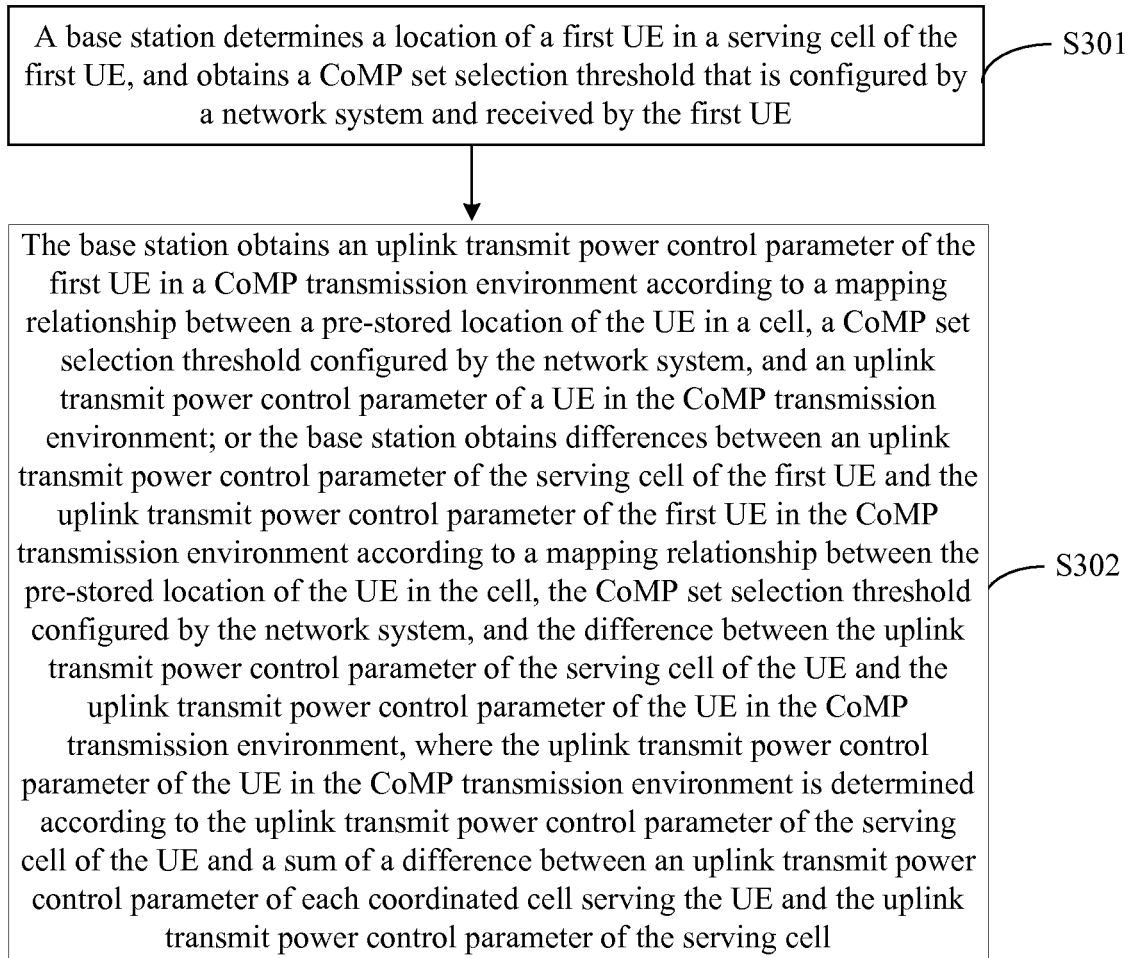 A base station determines a location of a first UE in a serving cell of the
first UE, and obtains a CoMP set selection threshold that is configured by
a network system and received by the first UE
S301
The base station obtains an uplink transmit power control parameter of the
first UE in a CoMP transmission environment according to a mapping
relationship between a pre-stored location of the UE in a cell, a CoMP set
selection threshold configured by the network system, and an uplink
transmit power control parameter of a UE in the CoMP transmission
environment; or the base station obtains differences between an uplink
transmit power control parameter of the serving cell of the first UE and the
uplink transmit power control parameter of the first UE in the CoMP
transmission environment according to a mapping relationship between the
pre-stored location of the UE in the cell, the CoMP set selection threshold
configured by the network system, and the difference between the uplink
transmit power control parameter of the serving cell of the UE and the
uplink transmit power control parameter of the UE in the CoMP
transmission environment, where the uplink transmit power control
parameter of the UE in the CoMP transmission environment is determined
according to the uplink transmit power control parameter of the serving
cell of the UE and a sum of a difference between an uplink transmit power
control parameter of each coordinated cell serving the UE and the uplink
transmit power control parameter of the serving cell
S302